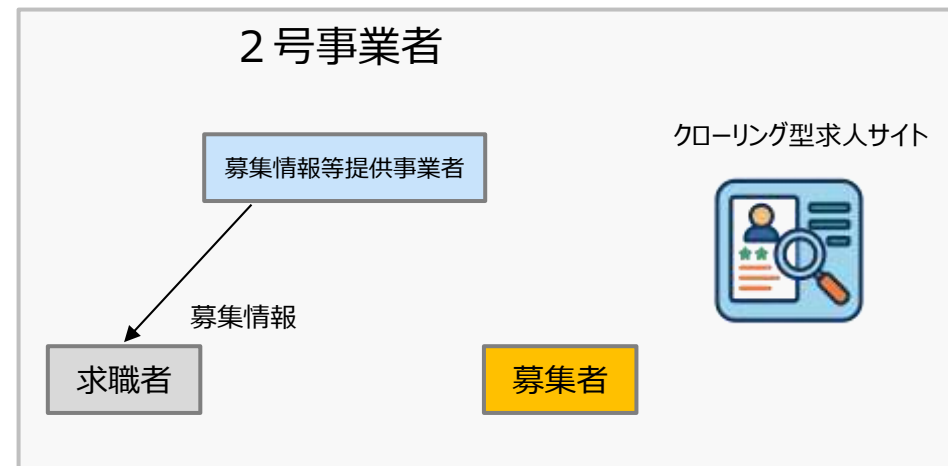 ２号事業者
クローリング型求人サイト
募集情報等提供事業者
募集情報
求職者
募集者